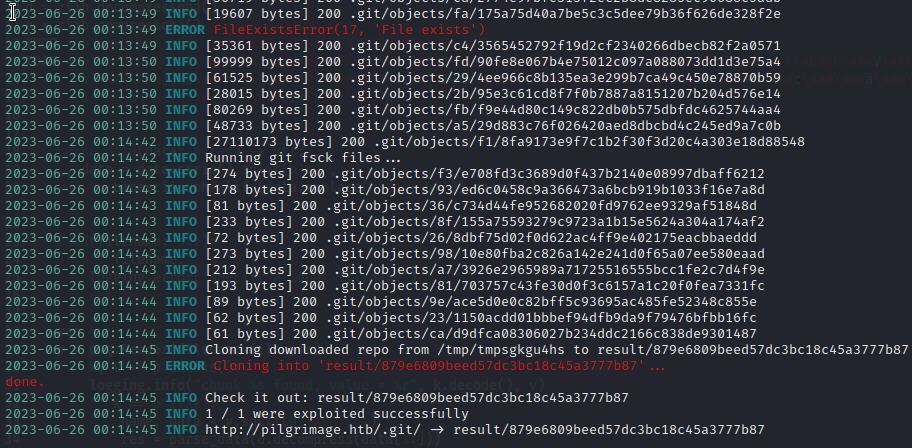 2023-06-26 00:13:49 INFO [19607 bytes] 200 .git/objects/fa/175a75d40a7be5c3c5dee79b36f626de328f2e
2023-06-26 00:13:49 ERROR FileExistsError(17, 'File exists')
2023-06-26 00:13:49 INFO [35361 bytes] 200 .git/objects/c4/3565452792f19d2cf2340266dbecb82f2a0571
2023-06-26 00:13:50 INFO [99999 bytes] 200 .git/objects/fd/90fe8e067b4e75012c097a088073dd1d3e75a4
2023-06-26 00:13:50 INFO [61525 bytes] 200 .git/objects/29/4ee966c8b135ea3e299b7ca49c450e78870b59
2023-06-26 00:13:50 INFO [28015 bytes] 200 .git/objects/2b/95e3c61cd8f7f0b7887a8151207b204d576e14
2023-06-26 00:13:50 INFO [80269 bytes] 200 .git/objects/fb/f9e44d80c149c822db0b575dbfdc4625744aa4
2023-06-26 00:13:50 INFO [48733 bytes] 200 .git/objects/a5/29d883c76f026420aed8dbcbd4c245ed9a7c0b
2023-06-26 00:14:42 INFO [27110173 bytes] 200 .git/objects/f1/8fa9173e9f7c1b2f30f3d20c4a303e18d88548
2023-06-26 00:14:42 INFO Running git fsck files...
2023-06-26 00:14:42 INFO [274 bytes] 200 .git/objects/f3/e708fd3c3689d0f437b2140e08997dbaff6212
2023-06-26 00:14:43 INFO [178 bytes] 200 .git/objects/93/ed6c0458c9a366473a6bcb919b1033f16e7a8d
2023-06-26 00:14:43 INFO [81 bytes] 200 .git/objects/36/c734d44fe952682020fd9762ee9329af51848d
2023-06-26 00:14:43 INFO [233 bytes] 200 .git/objects/8f/155a75593279c9723a1b15e5624a304a174af2
2023-06-26 00:14:43 INFO [72 bytes] 200 .git/objects/26/8dbf75d02f0d622ac4ff9e402175eacbbaeddd
2023-06-26 00:14:43 INFO [273 bytes] 200 .git/objects/98/10e80fba2c826a142e241d0f65a07ee580eaad
2023-06-26 00:14:43 INFO [212 bytes] 200 .git/objects/a7/3926e2965989a71725516555bcc1fe2c7d4f9e
2023-06-26 00:14:44 INFO [193 bytes] 200 .git/objects/81/703757c43fe30d0f3c6157a1c20f0fea7331fc
2023-06-26 00:14:44 INFO [89 bytes] 200 .git/objects/9e/ace5d0e0c82bff5c93695ac485fe52348c855e
2023-06-26 00:14:44 INFO [62 bytes] 200 .git/objects/23/1150acdd01bbbef94dfb9da9f79476bfbb16fc
2023-06-26 00:14:44 INFO [61 bytes] 200 .git/objects/ca/d9dfca08306027b234ddc2166c838de9301487
2023-06-26 00:14:45 INFO Cloning downloaded repo from /tmp/tmpsgkgu4hs to result/879e6809beed57dc3bc18c45a3777b87
2023-06-26 00:14:45 ERROR Cloning into 'result/879e6809beed57dc3bc18c45a3777b87'...
done.
logging.info("chunk %s found, value = %r", k.decode(), v)
2023-06-26 00:14:45 INFO Check it out: result/879e6809beed57dc3bc18c45a3777b87
2023-06-26 00:14:45 INFO 1 / 1 were exploited successfully
2023-06-26 00:14:45 INFO http://pilgrimage.htb/.git/ → result/879e6809beed57dc3bc18c45a3777b87